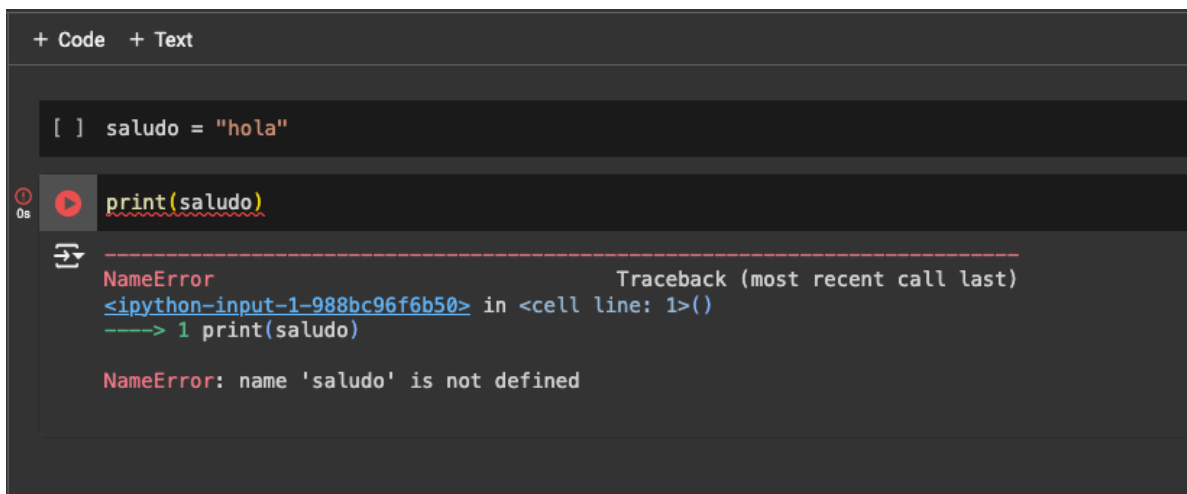 + Code + Text
[ ] saludo = "hola"
print(saludo)
0s
---------------------------------------------------------------------------
NameError Traceback (most recent call last)
<ipython-input-1-988bc96f6b50> in <cell line: 1>()
----> 1 print(saludo)
NameError: name 'saludo' is not defined